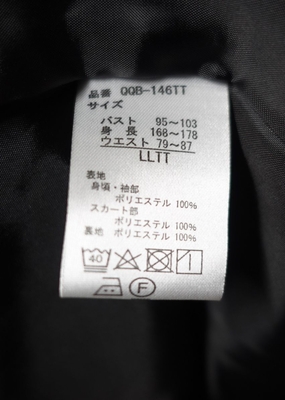 品番 QQB-146TT
サイズ
バスト 95〜103
身長 168〜178
ウエスト 79〜87
LLTT
表地
身頃・袖部
ポリエステル 100%
スカート部
ポリエステル 100%
裏地 ポリエステル 100%
40
F